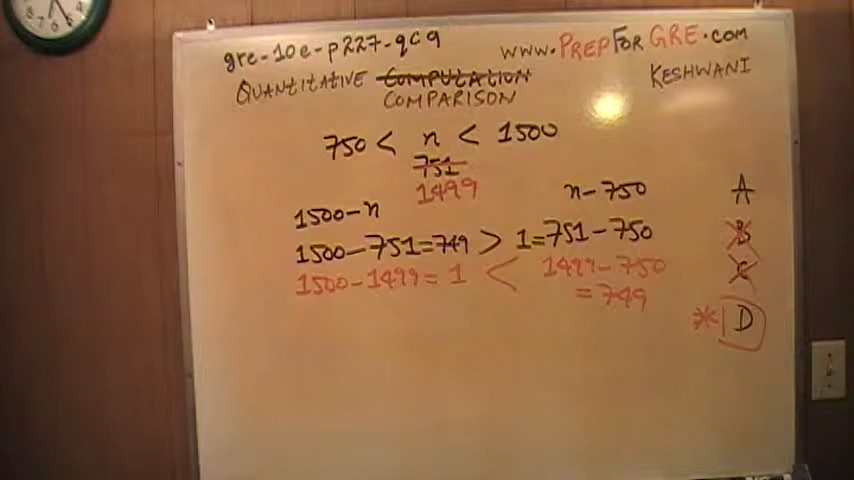 gre-10e-p227-qc9
www.PREPFORGRE.com
QUANTITATIVE COMPUTATION
COMPARISON
KESHWANI
750 < n < 1500
751
1499
1500-n n-750 A
1500-751=749 > 1=751-750 B
1500-1499=1 < 1499-750 C
=749
* D